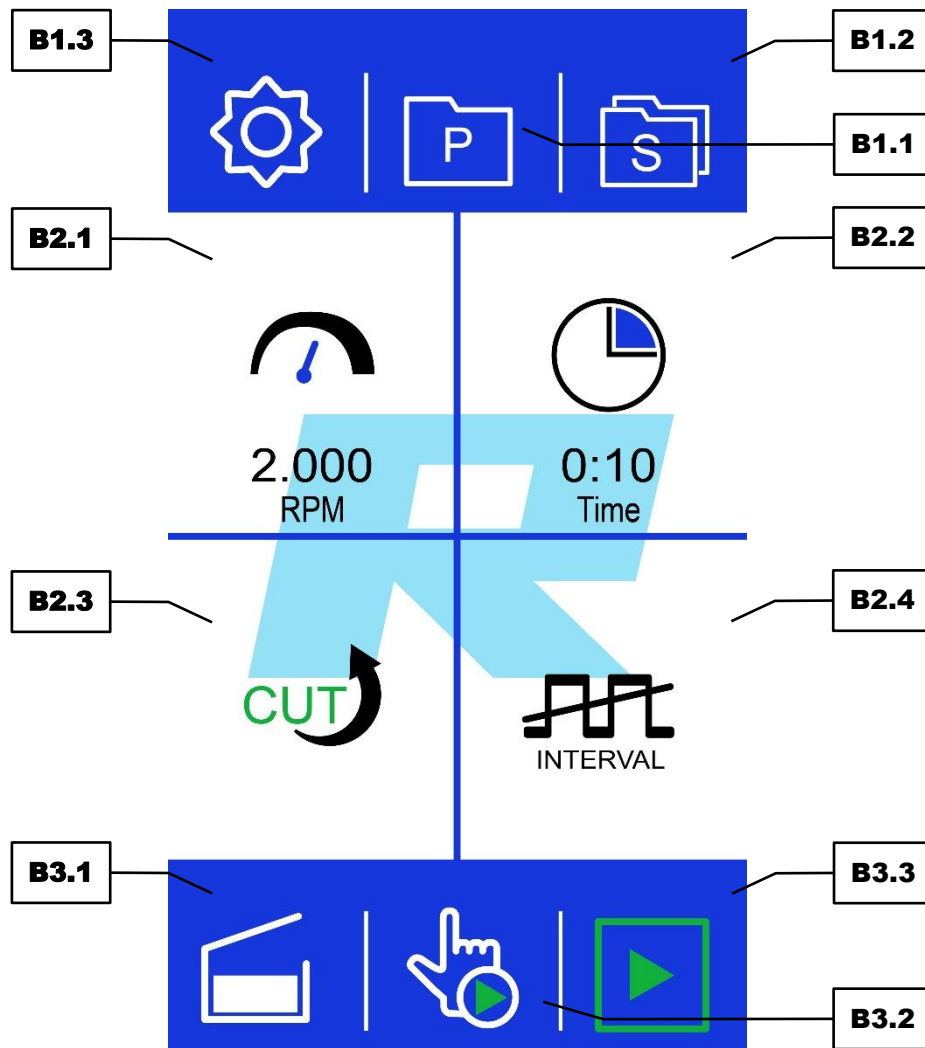 B1.3
B1.2
B1.1
P
S
B2.1
B2.2
2.000
RPM
0:10
Time
B2.3
B2.4
CUT
INTERVAL
B3.1
B3.3
B3.2